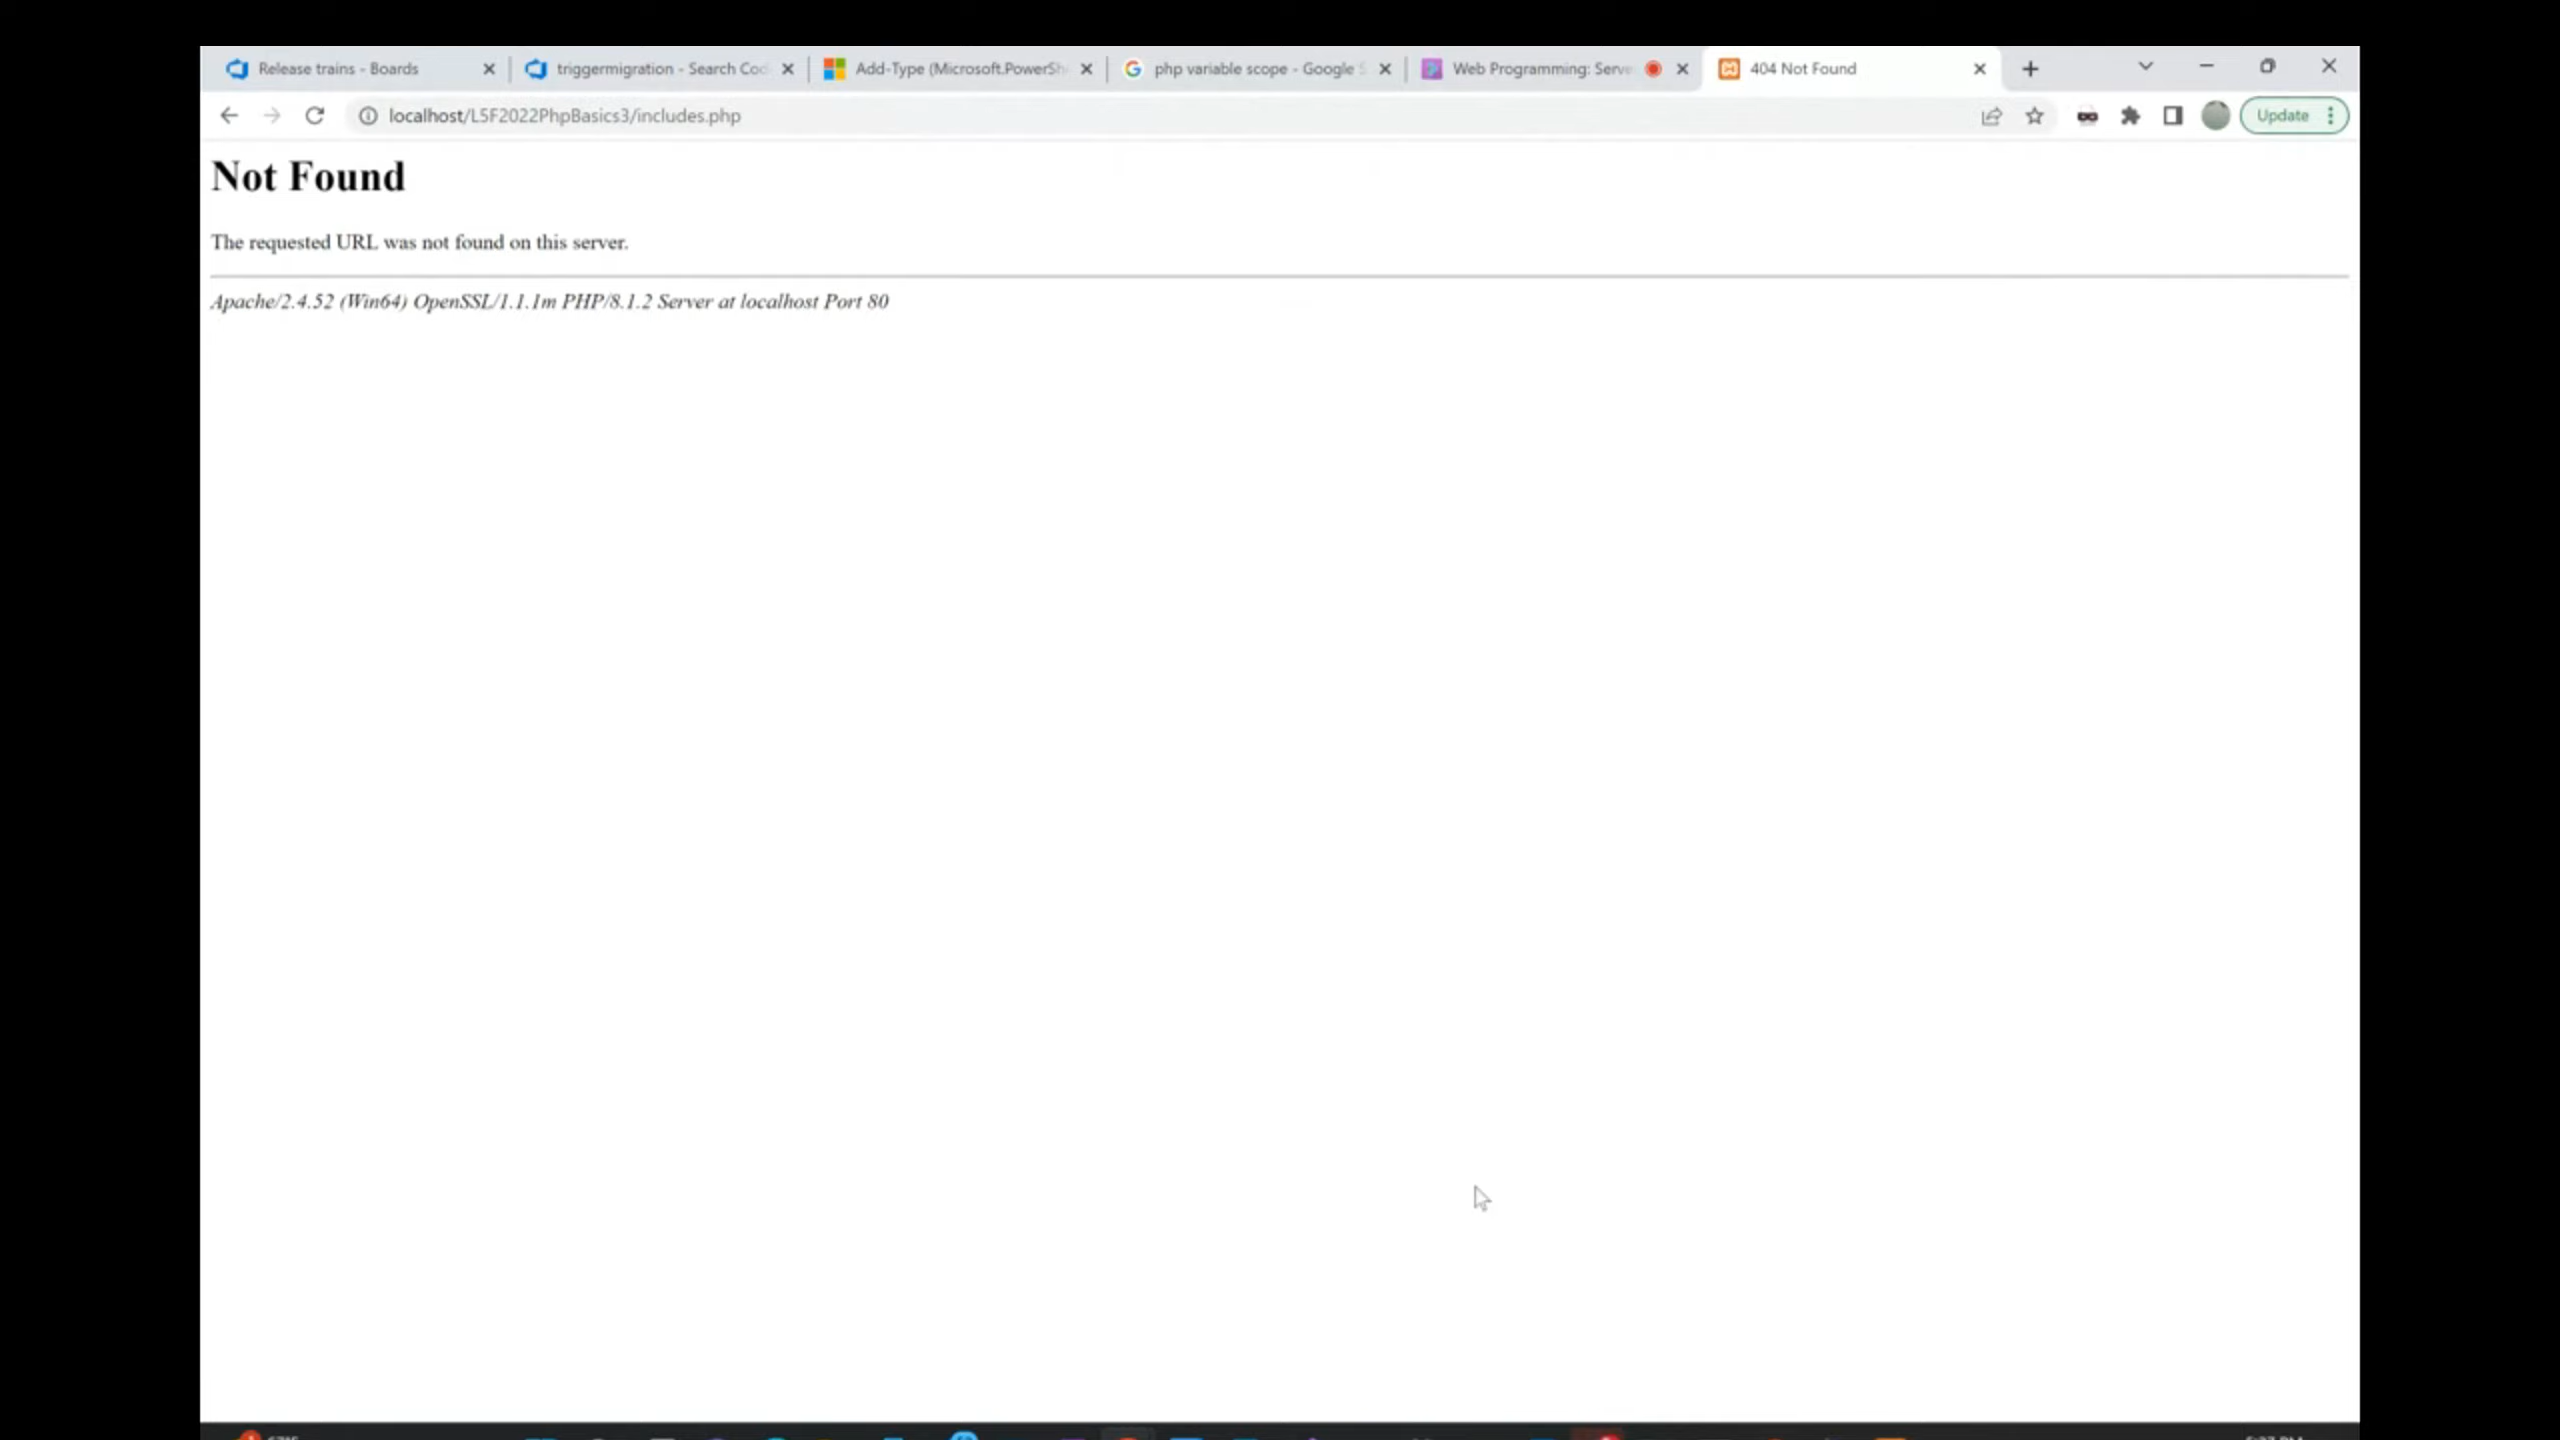 Release trains - Boards
triggermigration - Search Cod
Add-Type (Microsoft.PowerSh
php variable scope - Google S
Web Programming: Serve
404 Not Found
localhost/L5F2022PhpBasics3/includes.php
Update
Not Found
The requested URL was not found on this server.
Apache/2.4.52 (Win64) OpenSSL/1.1.1m PHP/8.1.2 Server at localhost Port 80